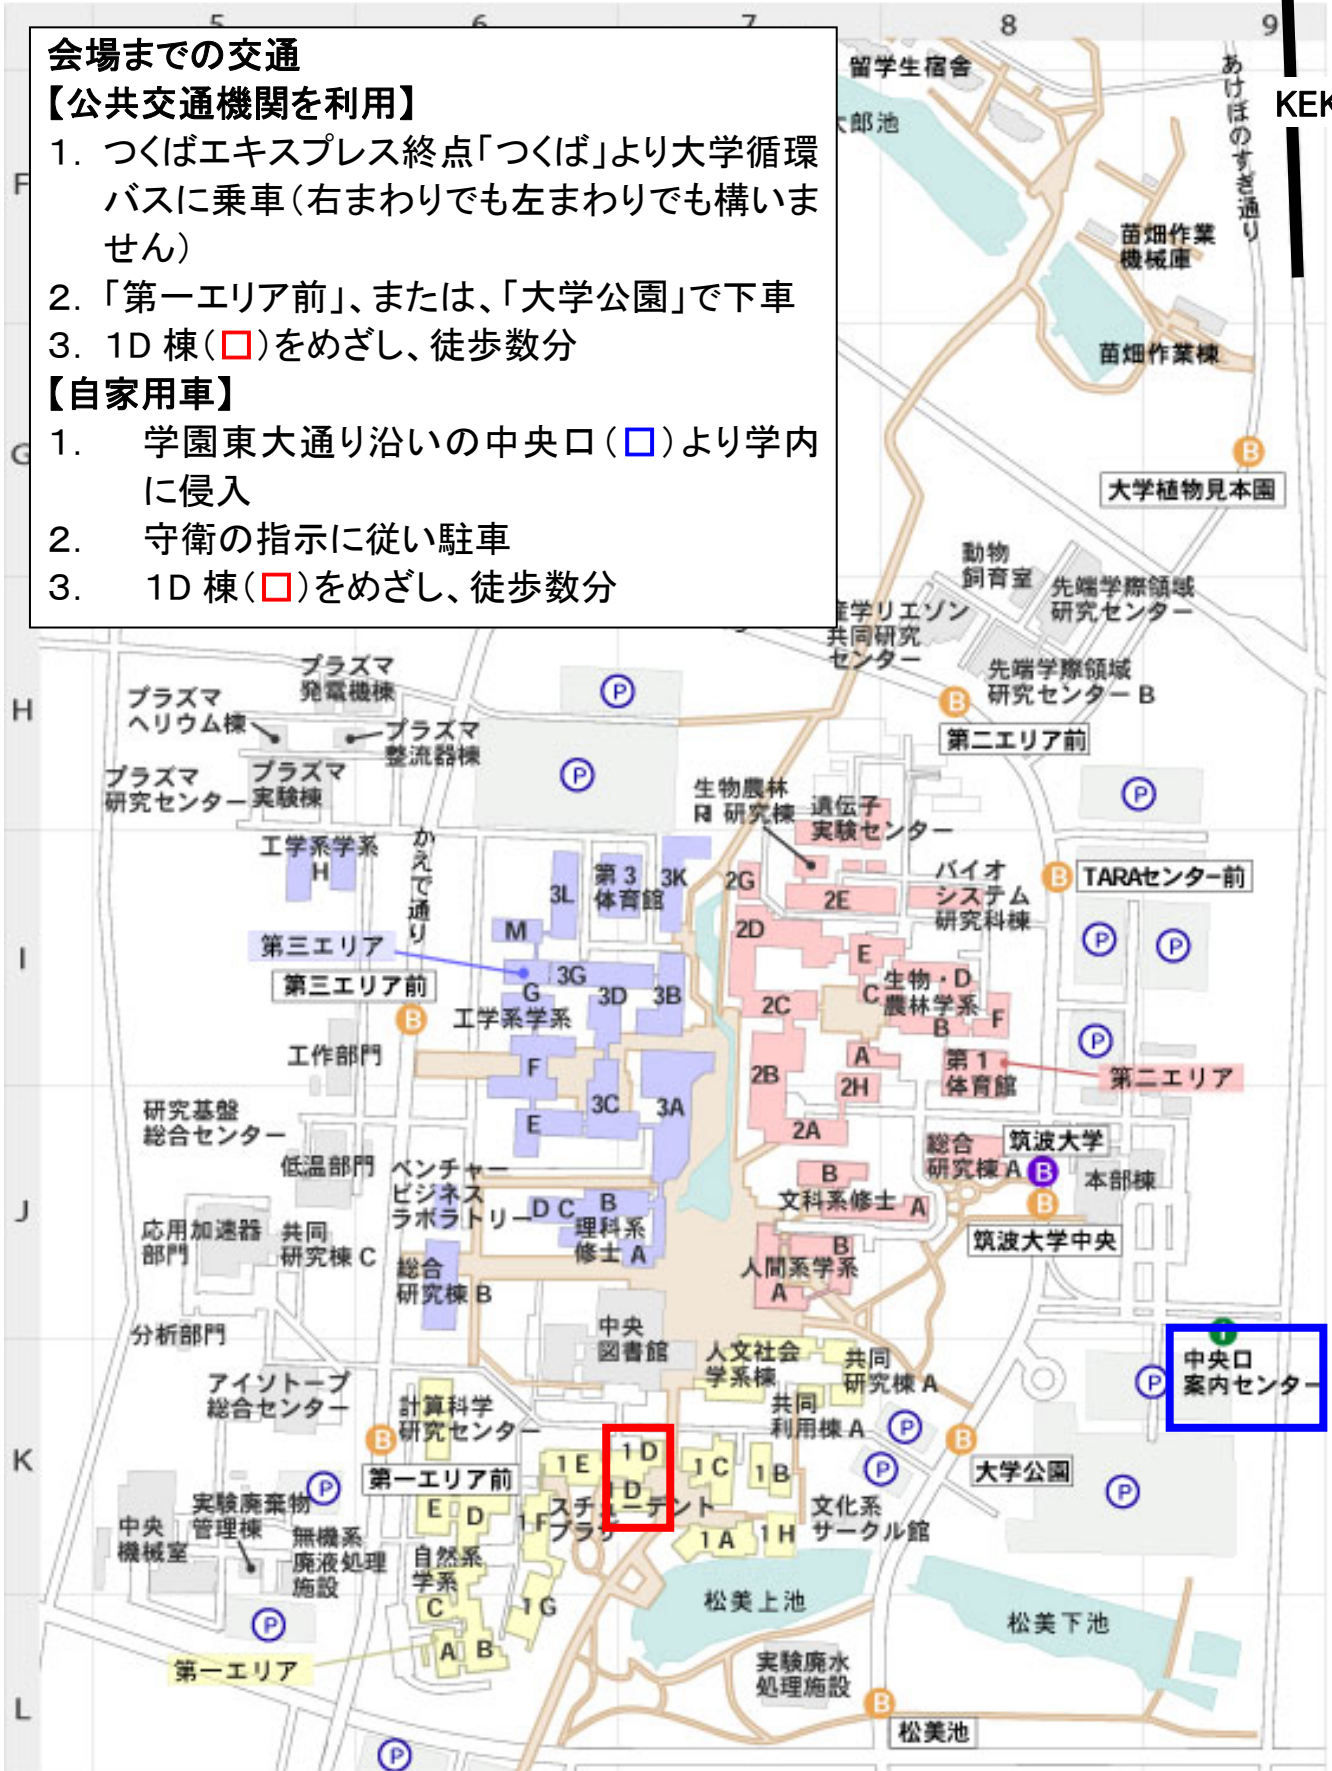 5 6 7 8 9
会場までの交通
【公共交通機関を利用】
1. つくばエキスプレス終点「つくば」より大学循環
バスに乗車(右まわりでも左まわりでも構いま
せん)
2. 「第一エリア前」、または、「大学公園」で下車
3. 1D 棟(□)をめざし、徒歩数分
【自家用車】
1. 学園東大通り沿いの中央口(□)より学内
に侵入
2. 守衛の指示に従い駐車
3. 1D 棟(□)をめざし、徒歩数分
留学生宿舎
太郎池
あけぼのすぎ通り
KEK
F
苗畑作業
機械庫
苗畑作業棟
G
B
大学植物見本園
動物
飼育室
先端学際領域
研究センター
産学リエゾン
共同研究
センター
先端学際領域
研究センター B
B
第二エリア前
H
プラズマ
発電機棟
プラズマ
ヘリウム棟
プラズマ
整流器棟
プラズマ
研究センター
プラズマ
実験棟
P
P
P
生物農林
RI 研究棟
遺伝子
実験センター
工学系学系
H
かえで通り
3L
第3
体育館
3K
2G
2E
バイオ
システム
研究科棟
B
TARAセンター前
M
2D
P
P
I
第三エリア
3G
G
3D
3B
E
生物・D
農林学系
C
B
F
2C
第三エリア前
B
工学系学系
P
工作部門
F
2B
A
2H
第1
体育館
第二エリア
研究基盤
総合センター
3C
3A
E
2A
低温部門
総合
研究棟 A
筑波大学
B
本部棟
ベンチャー
ビジネス
ラボラトリー
D C B
理科系
修士 A
B
文科系修士 A
B
筑波大学中央
J
応用加速器
部門
共同
研究棟 C
総合
研究棟 B
B
人間系学系
A
分析部門
中央
図書館
人文社会
学系棟
共同
研究棟 A
中央口
案内センター
P
アイソトープ
総合センター
計算科学
研究センター
共同
利用棟 A
P
B
第一エリア前
K
1E
1D
1D
1C
1B
P
B
大学公園
P
P
実験廃棄物
管理棟
中央
機械室
無機系
廃液処理
施設
E D
1F
スチューデント
プラザ
1A
1H
文化系
サークル館
自然系
学系
C
1G
松美上池
松美下池
P
A B
第一エリア
実験廃水
処理施設
L
B
松美池
P